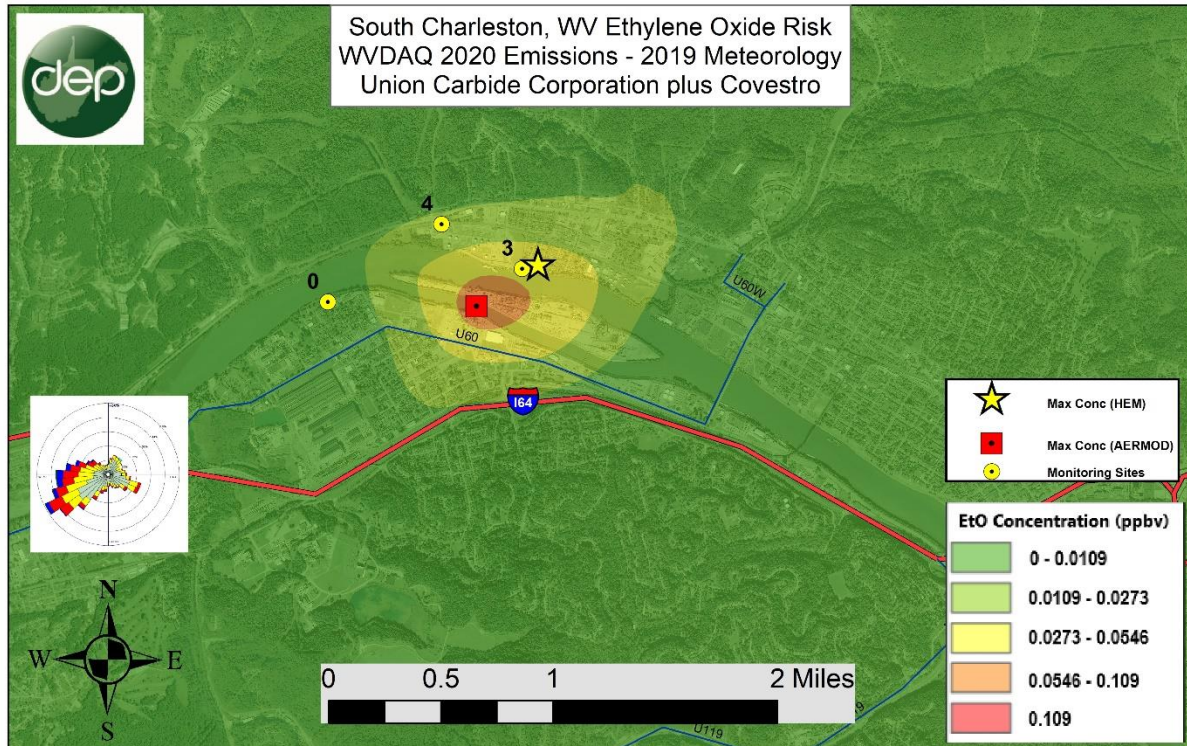 South Charleston, WV Ethylene Oxide Risk
WVDAQ 2020 Emissions - 2019 Meteorology
Union Carbide Corporation plus Covestro
dep
4
3
0
U60W
U60
I64
Max Conc (HEM)
Max Conc (AERMOD)
Monitoring Sites
EtO Concentration (ppbv)
0 - 0.0109
0.0109 - 0.0273
0.0273 - 0.0546
0.0546 - 0.109
0.109
N
W E
S
0 0.5 1 2 Miles
U119